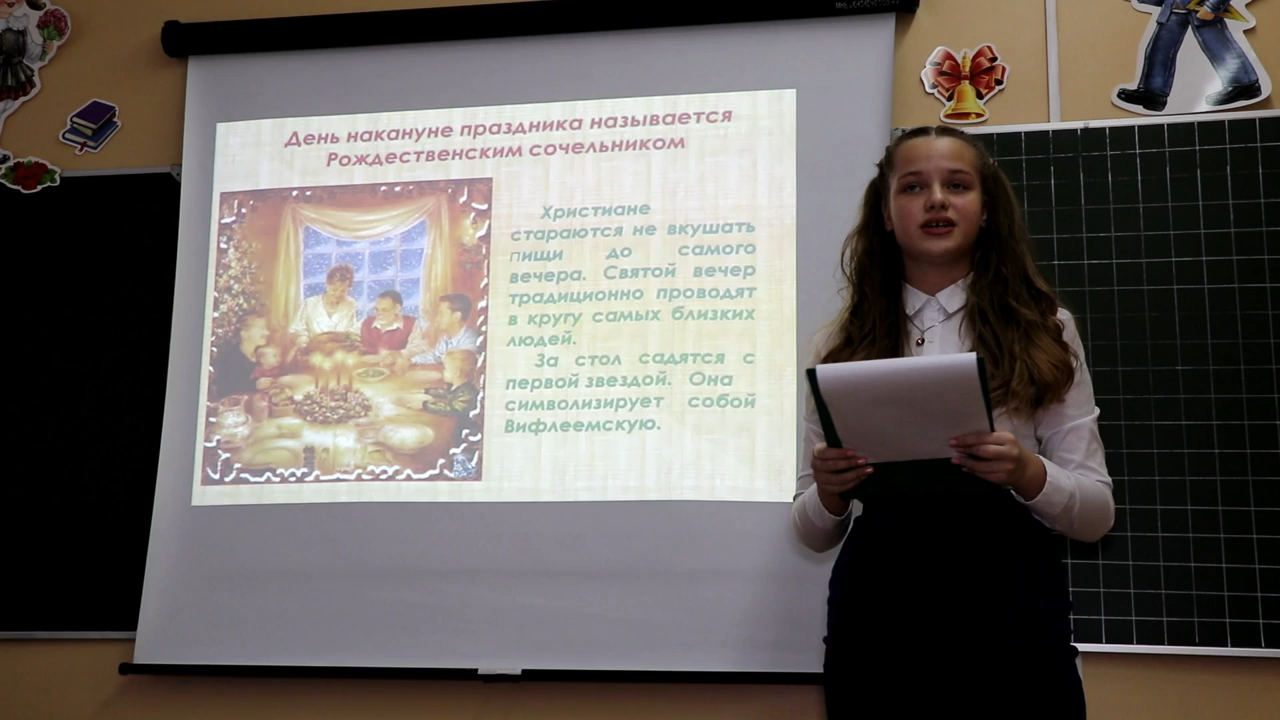 День накануне праздника называется
Рождественским сочельником
Христиане
стараются не вкушать
пищи до самого
вечера. Святой вечер
традиционно проводят
в кругу самых близких
людей.
За стол садятся с
первой звездой. Она
символизирует собой
Вифлеемскую.